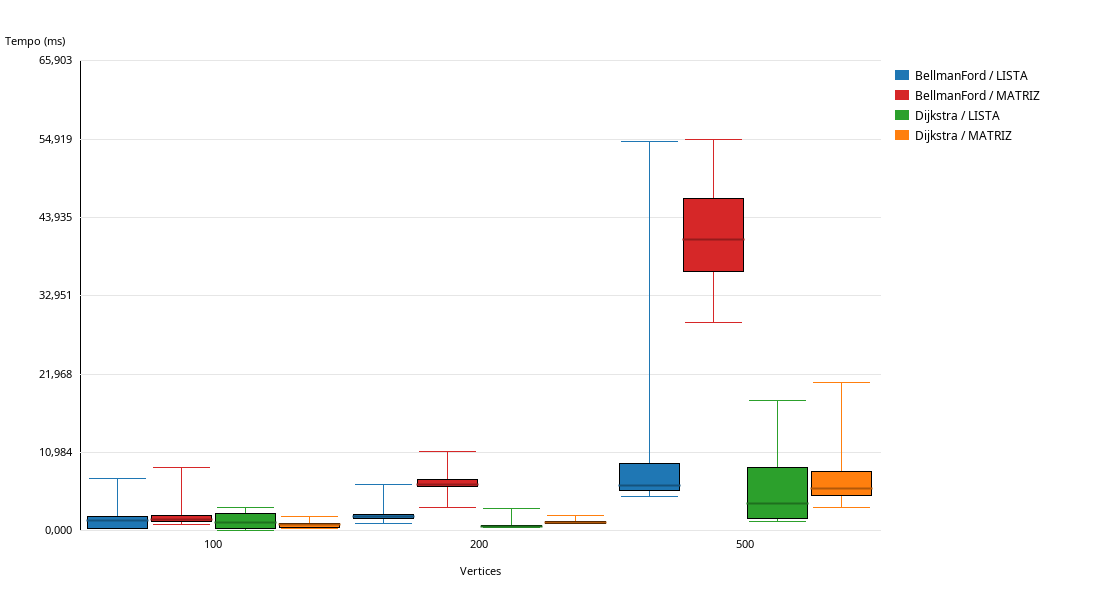 Tempo (ms)
65,903
54,919
43,935
32,951
21,968
10,984
0,000
100
200
500
Vertices
BellmanFord / LISTA
BellmanFord / MATRIZ
Dijkstra / LISTA
Dijkstra / MATRIZ